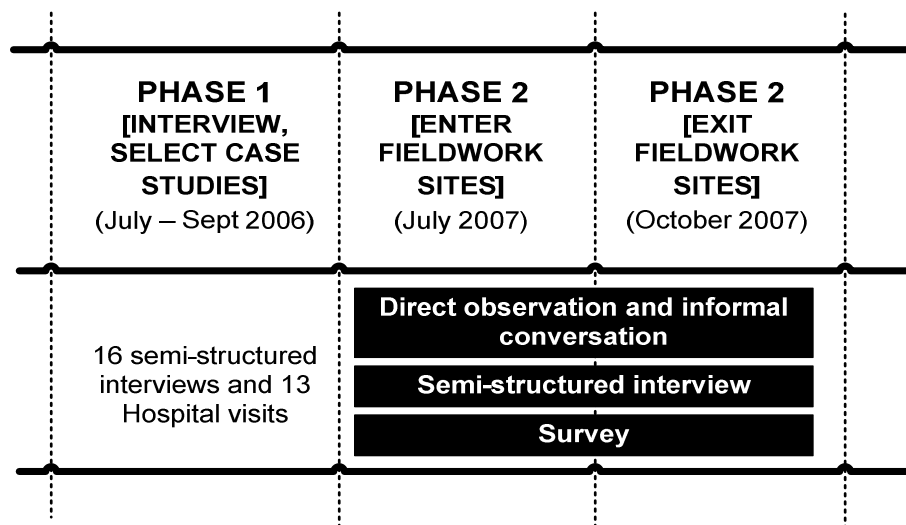 PHASE 1
[INTERVIEW,
SELECT CASE
STUDIES]
(July – Sept 2006)
PHASE 2
[ENTER
FIELDWORK
SITES]
(July 2007)
PHASE 2
[EXIT
FIELDWORK
SITES]
(October 2007)
16 semi-structured
interviews and 13
Hospital visits
Direct observation and informal
conversation
Semi-structured interview
Survey